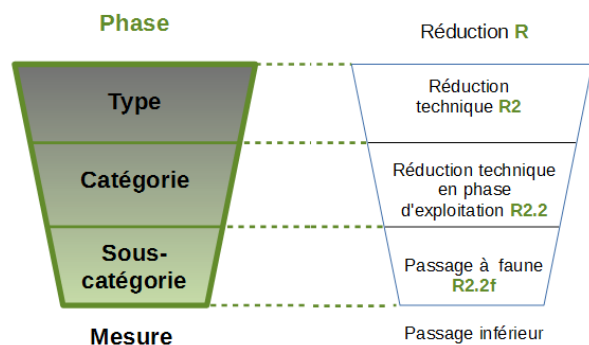 Phase
Réduction R
Type
Réduction
technique R2
Catégorie
Réduction technique
en phase
d'exploitation R2.2
Sous-
catégorie
Passage à faune
R2.2f
Mesure
Passage inférieur